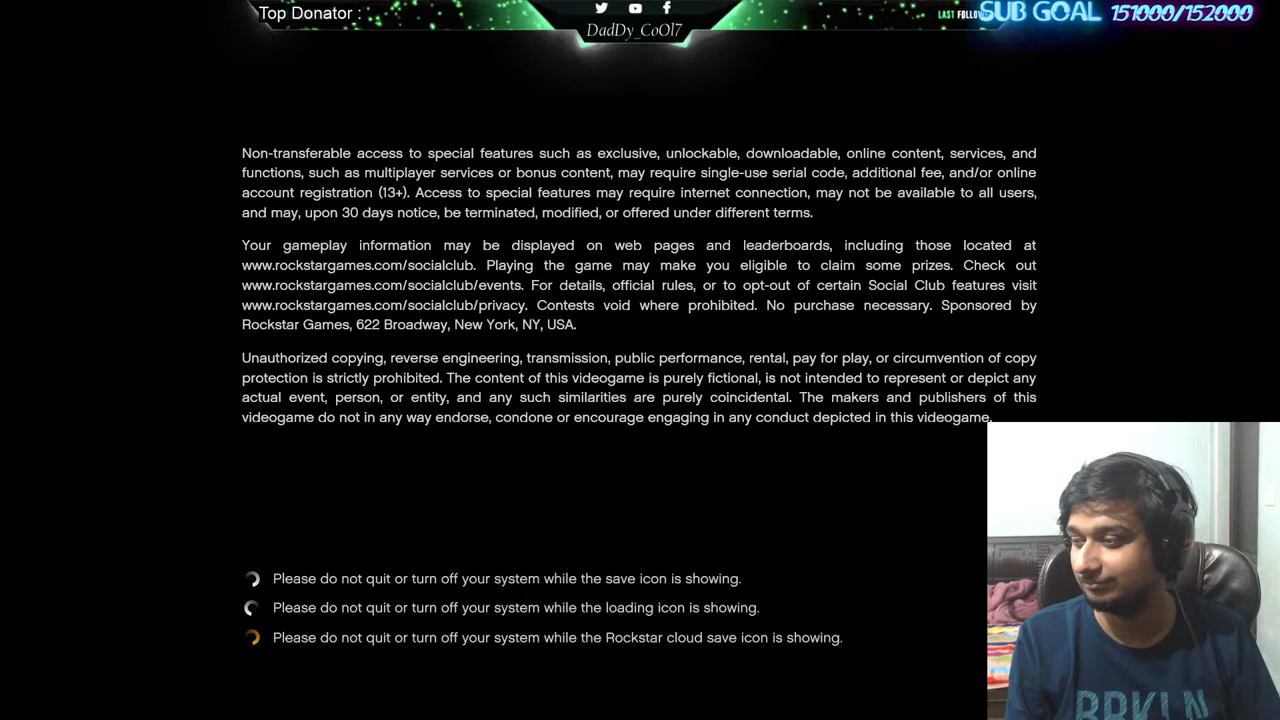 Top Donator :
DadDy_CoOl7
LAST FOLLOW
SUB GOAL 151000/152000
Non-transferable access to special features such as exclusive, unlockable, downloadable, online content, services, and
functions, such as multiplayer services or bonus content, may require single-use serial code, additional fee, and/or online
account registration (13+). Access to special features may require internet connection, may not be available to all users,
and may, upon 30 days notice, be terminated, modified, or offered under different terms.
Your gameplay information may be displayed on web pages and leaderboards, including those located at
www.rockstargames.com/socialclub. Playing the game may make you eligible to claim some prizes. Check out
www.rockstargames.com/socialclub/events. For details, official rules, or to opt-out of certain Social Club features visit
www.rockstargames.com/socialclub/privacy. Contests void where prohibited. No purchase necessary. Sponsored by
Rockstar Games, 622 Broadway, New York, NY, USA.
Unauthorized copying, reverse engineering, transmission, public performance, rental, pay for play, or circumvention of copy
protection is strictly prohibited. The content of this videogame is purely fictional, is not intended to represent or depict any
actual event, person, or entity, and any such similarities are purely coincidental. The makers and publishers of this
videogame do not in any way endorse, condone or encourage engaging in any conduct depicted in this videogame.
Please do not quit or turn off your system while the save icon is showing.
Please do not quit or turn off your system while the loading icon is showing.
Please do not quit or turn off your system while the Rockstar cloud save icon is showing.
BRKLN